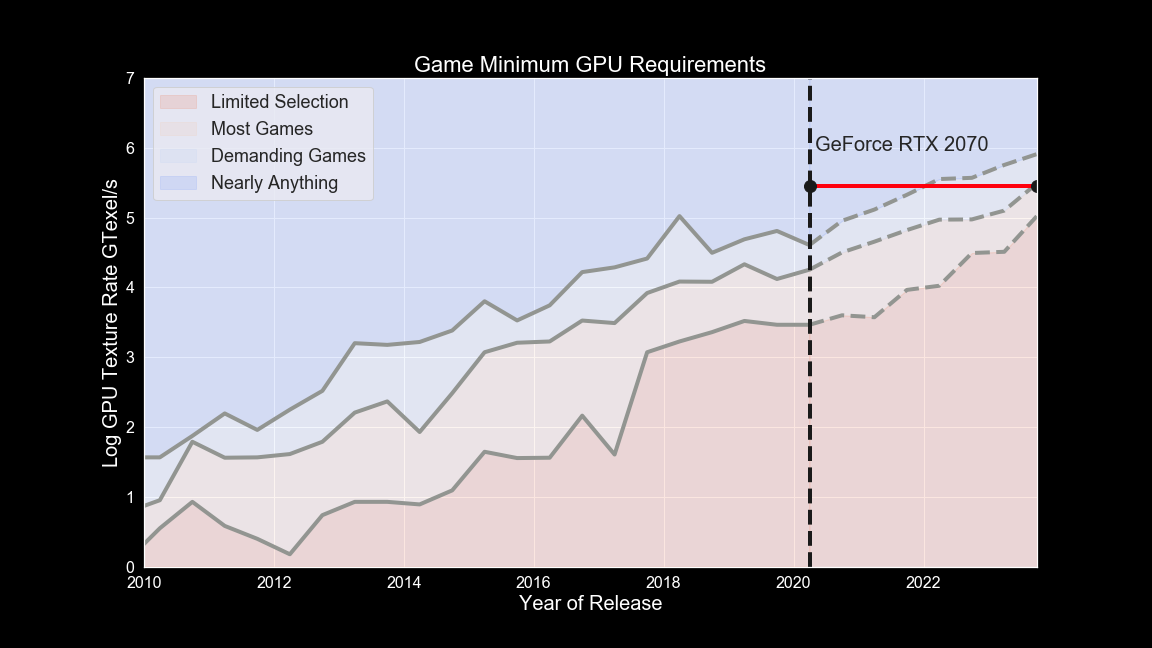 Game Minimum GPU Requirements
7
6
5
4
3
2
1
0
Log GPU Texture Rate GTexel/s
Limited Selection
Most Games
Demanding Games
Nearly Anything
GeForce RTX 2070
2010 2012 2014 2016 2018 2020 2022
Year of Release